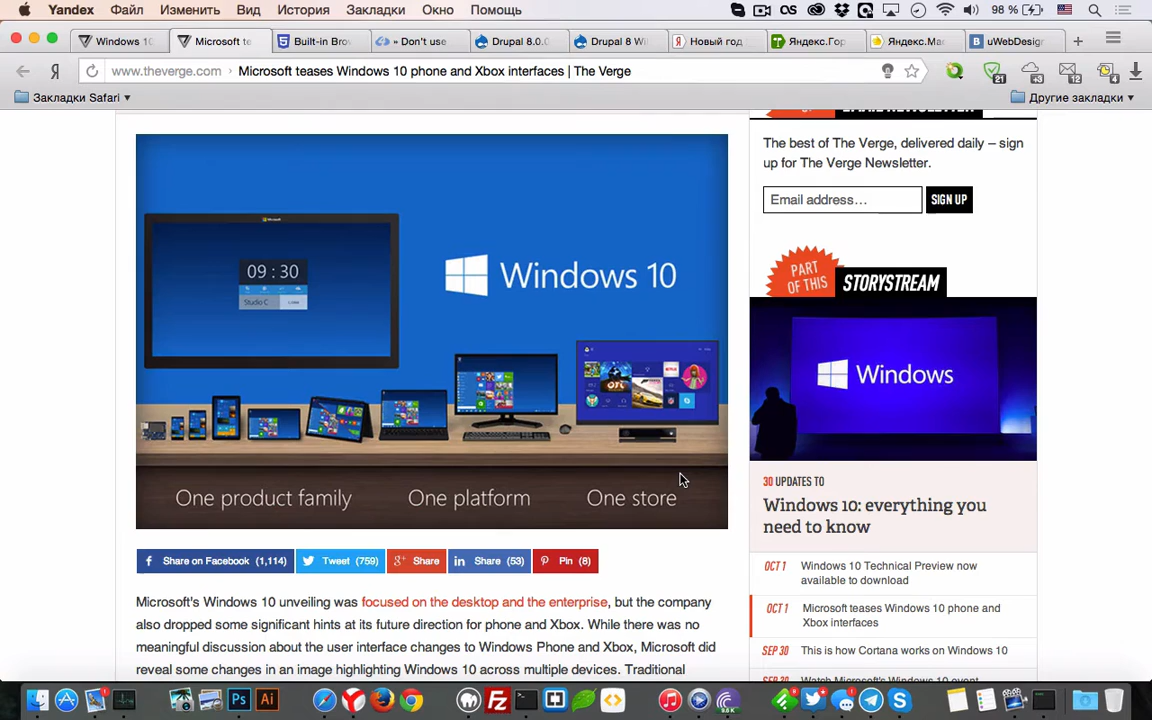 Yandex Файл Изменить Вид История Закладки Окно Помощь 98 %
Windows 10 Microsoft te Built-in Bro » Don't use Drupal 8.0.0 Drupal 8 Wil Новый год Яндекс.Гор Яндекс.Мас uWebDesign
www.theverge.com › Microsoft teases Windows 10 phone and Xbox interfaces | The Verge 21 +3 12 4
Закладки Safari Другие закладки
The best of The Verge, delivered daily – sign
up for The Verge Newsletter.
Email address… SIGN UP
Microsoft
09 : 30
Studio C
Windows 10
One product family One platform One store
PART
OF THIS STORYSTREAM
Windows
30 UPDATES TO
Windows 10: everything you
need to know
Share on Facebook (1,114) Tweet (759) Share Share (53) Pin (8)
Microsoft's Windows 10 unveiling was focused on the desktop and the enterprise, but the company
also dropped some significant hints at its future direction for phone and Xbox. While there was no
meaningful discussion about the user interface changes to Windows Phone and Xbox, Microsoft did
reveal some changes in an image highlighting Windows 10 across multiple devices. Traditional
OCT 1 Windows 10 Technical Preview now
available to download
OCT 1 Microsoft teases Windows 10 phone and
Xbox interfaces
SEP 30 This is how Cortana works on Windows 10